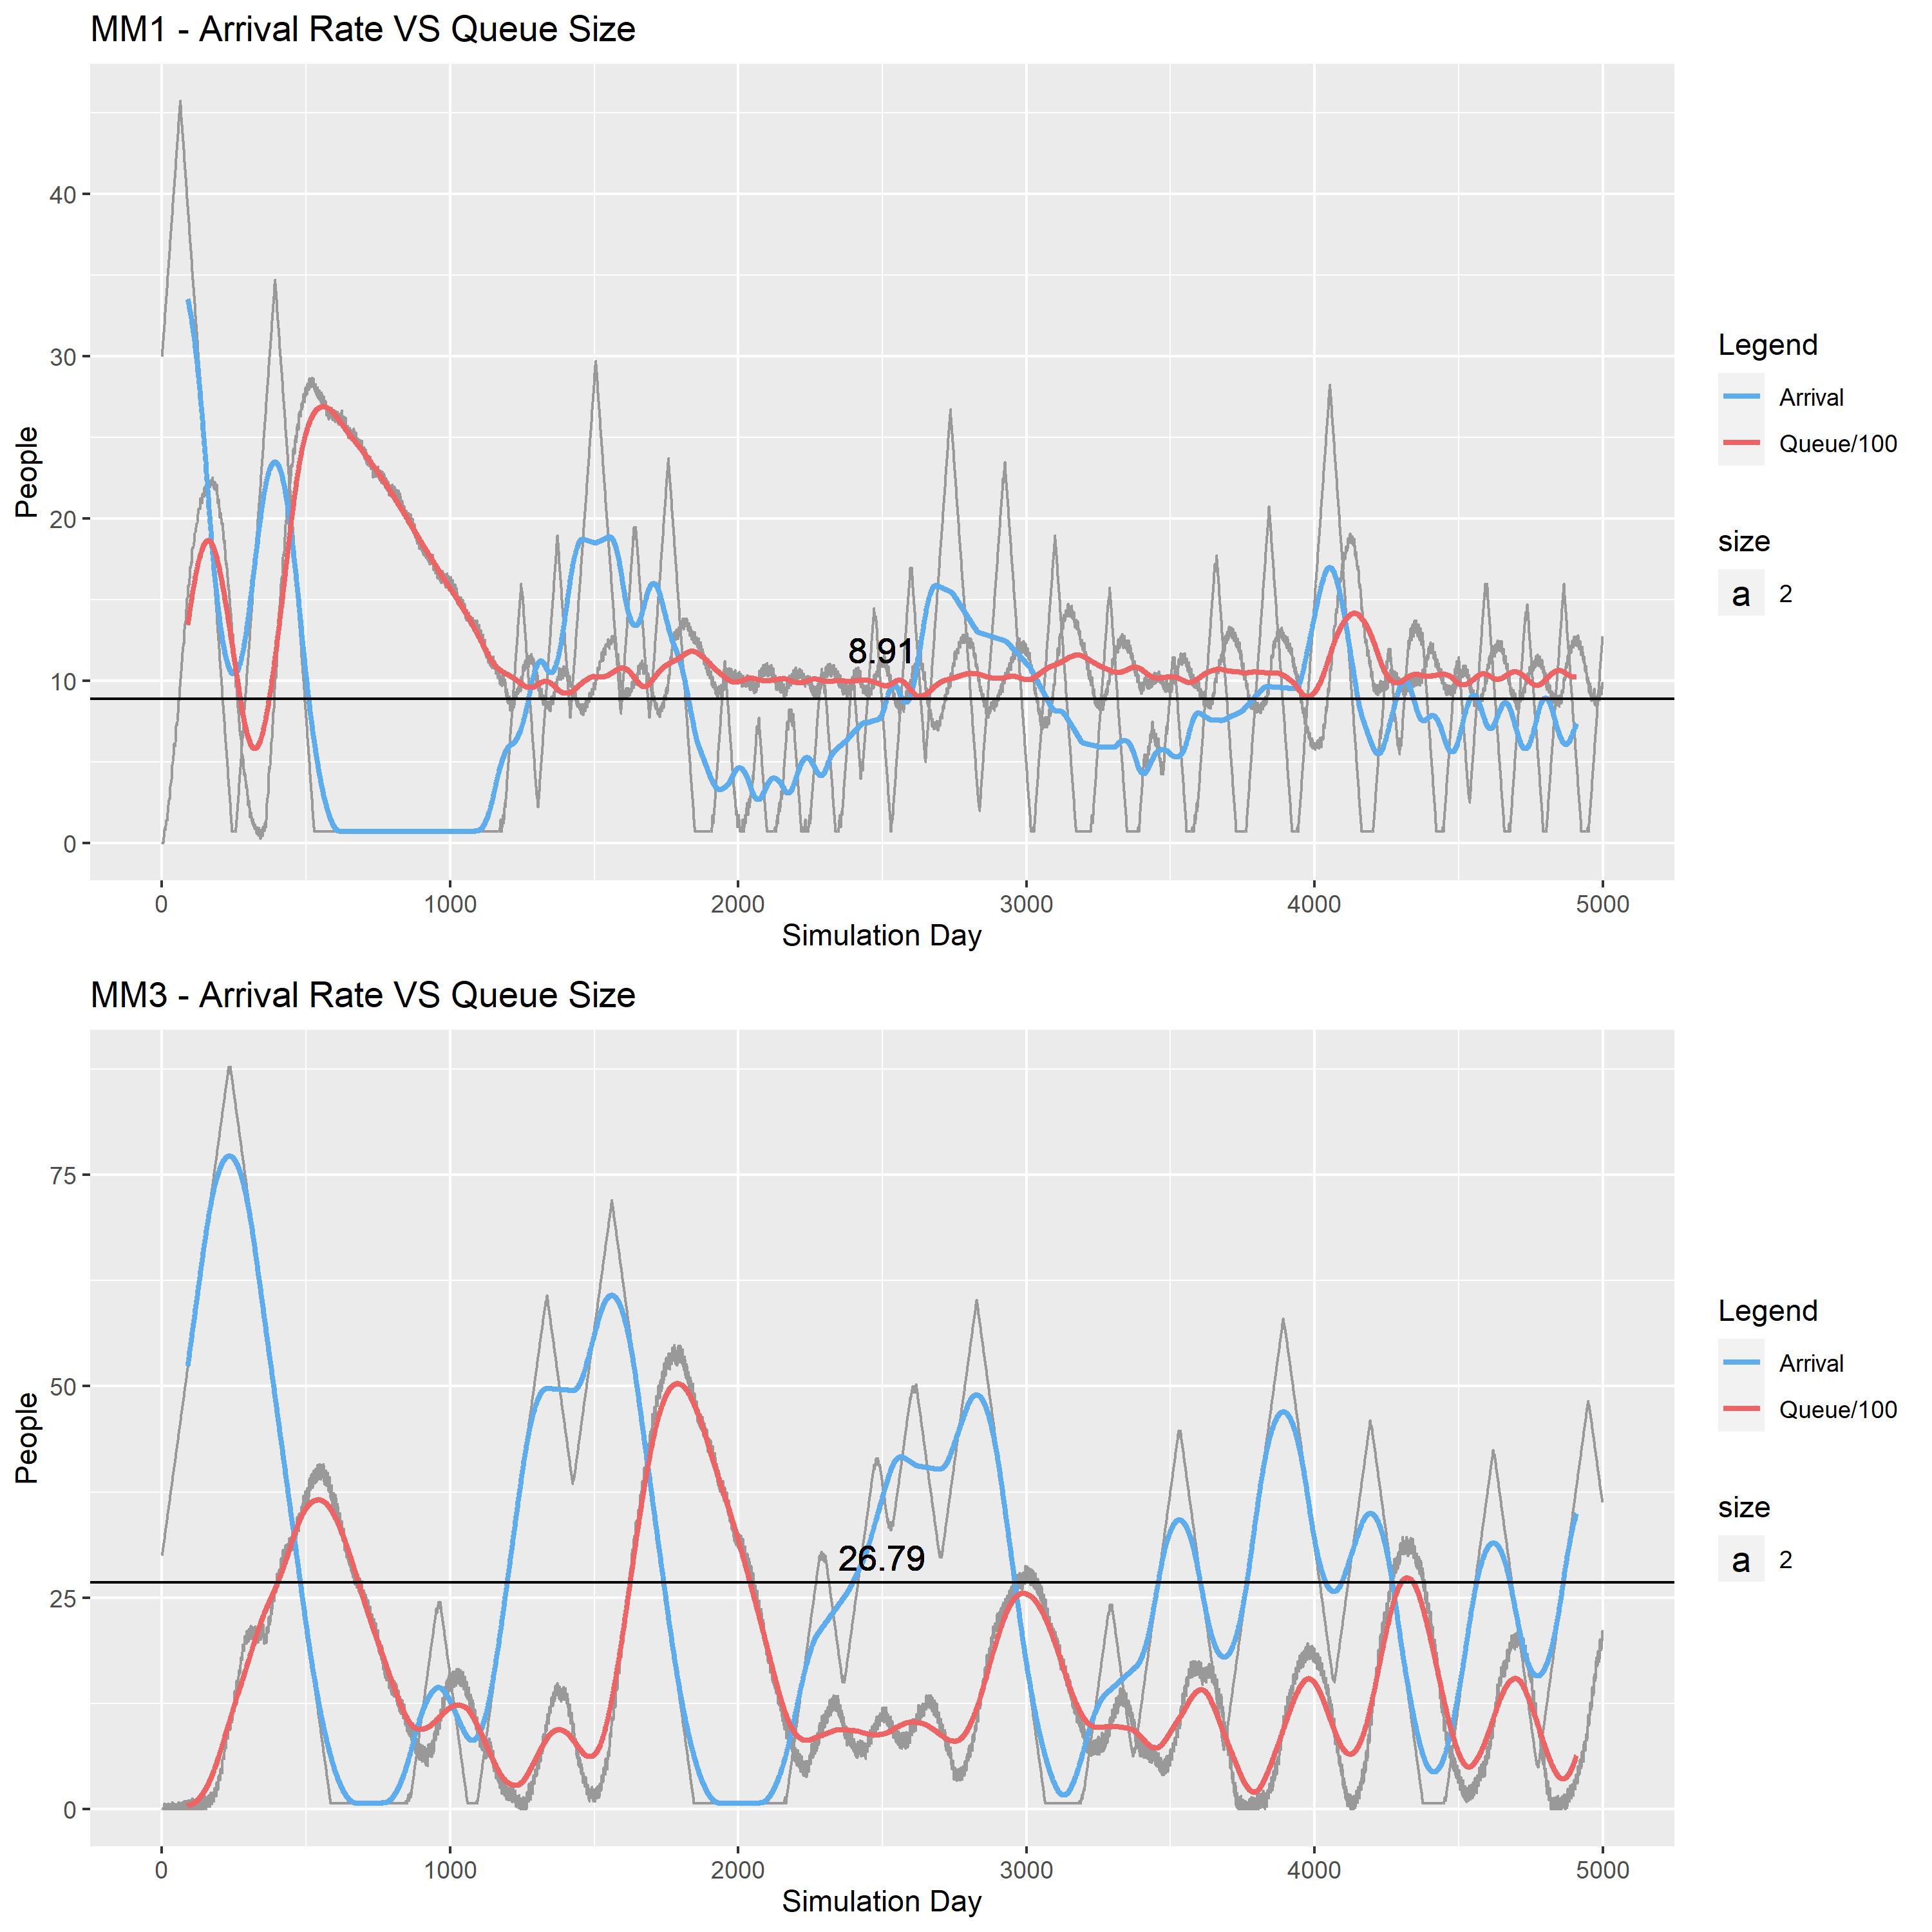 MM1 - Arrival Rate VS Queue Size
People
40
30
20
10
0
8.91
0 1000 2000 3000 4000 5000
Simulation Day
Legend
Arrival
Queue/100
size
a 2
MM3 - Arrival Rate VS Queue Size
People
75
50
25
0
26.79
0 1000 2000 3000 4000 5000
Simulation Day
Legend
Arrival
Queue/100
size
a 2